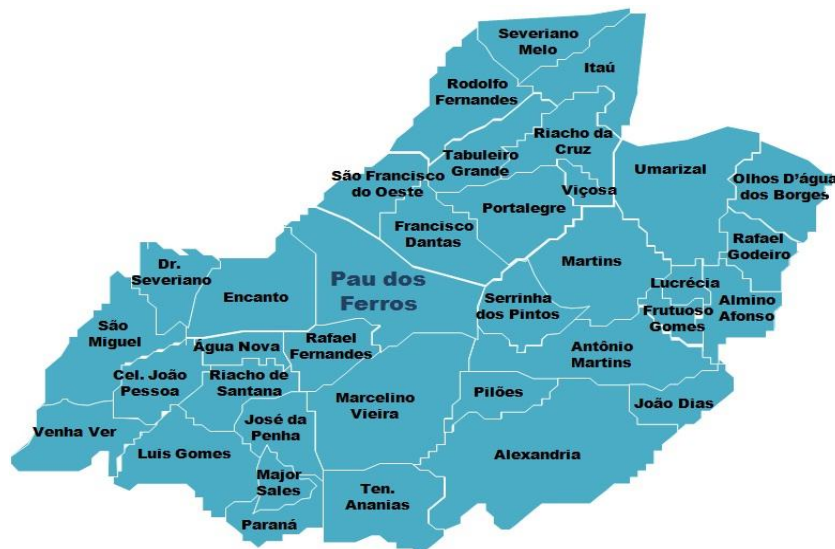 Severiano
Melo
Itaú
Rodolfo
Fernandes
Riacho da
Cruz
Tabuleiro
Grande
São Francisco
do Oeste
Viçosa
Umarizal
Olhos D'água
dos Borges
Portalegre
Francisco
Dantas
Rafael
Godeiro
Dr.
Severiano
Encanto
Pau dos
Ferros
Martins
Lucrécia
Serrinha
dos Pintos
Frutuoso
Gomes
Almino
Afonso
São
Miguel
Água Nova
Rafael
Fernandes
Antônio
Martins
Cel. João
Pessoa
Riacho de
Santana
Marcelino
Vieira
Pilões
João Dias
Venha Ver
José da
Penha
Luis Gomes
Alexandria
Major
Sales
Ten.
Ananias
Paraná